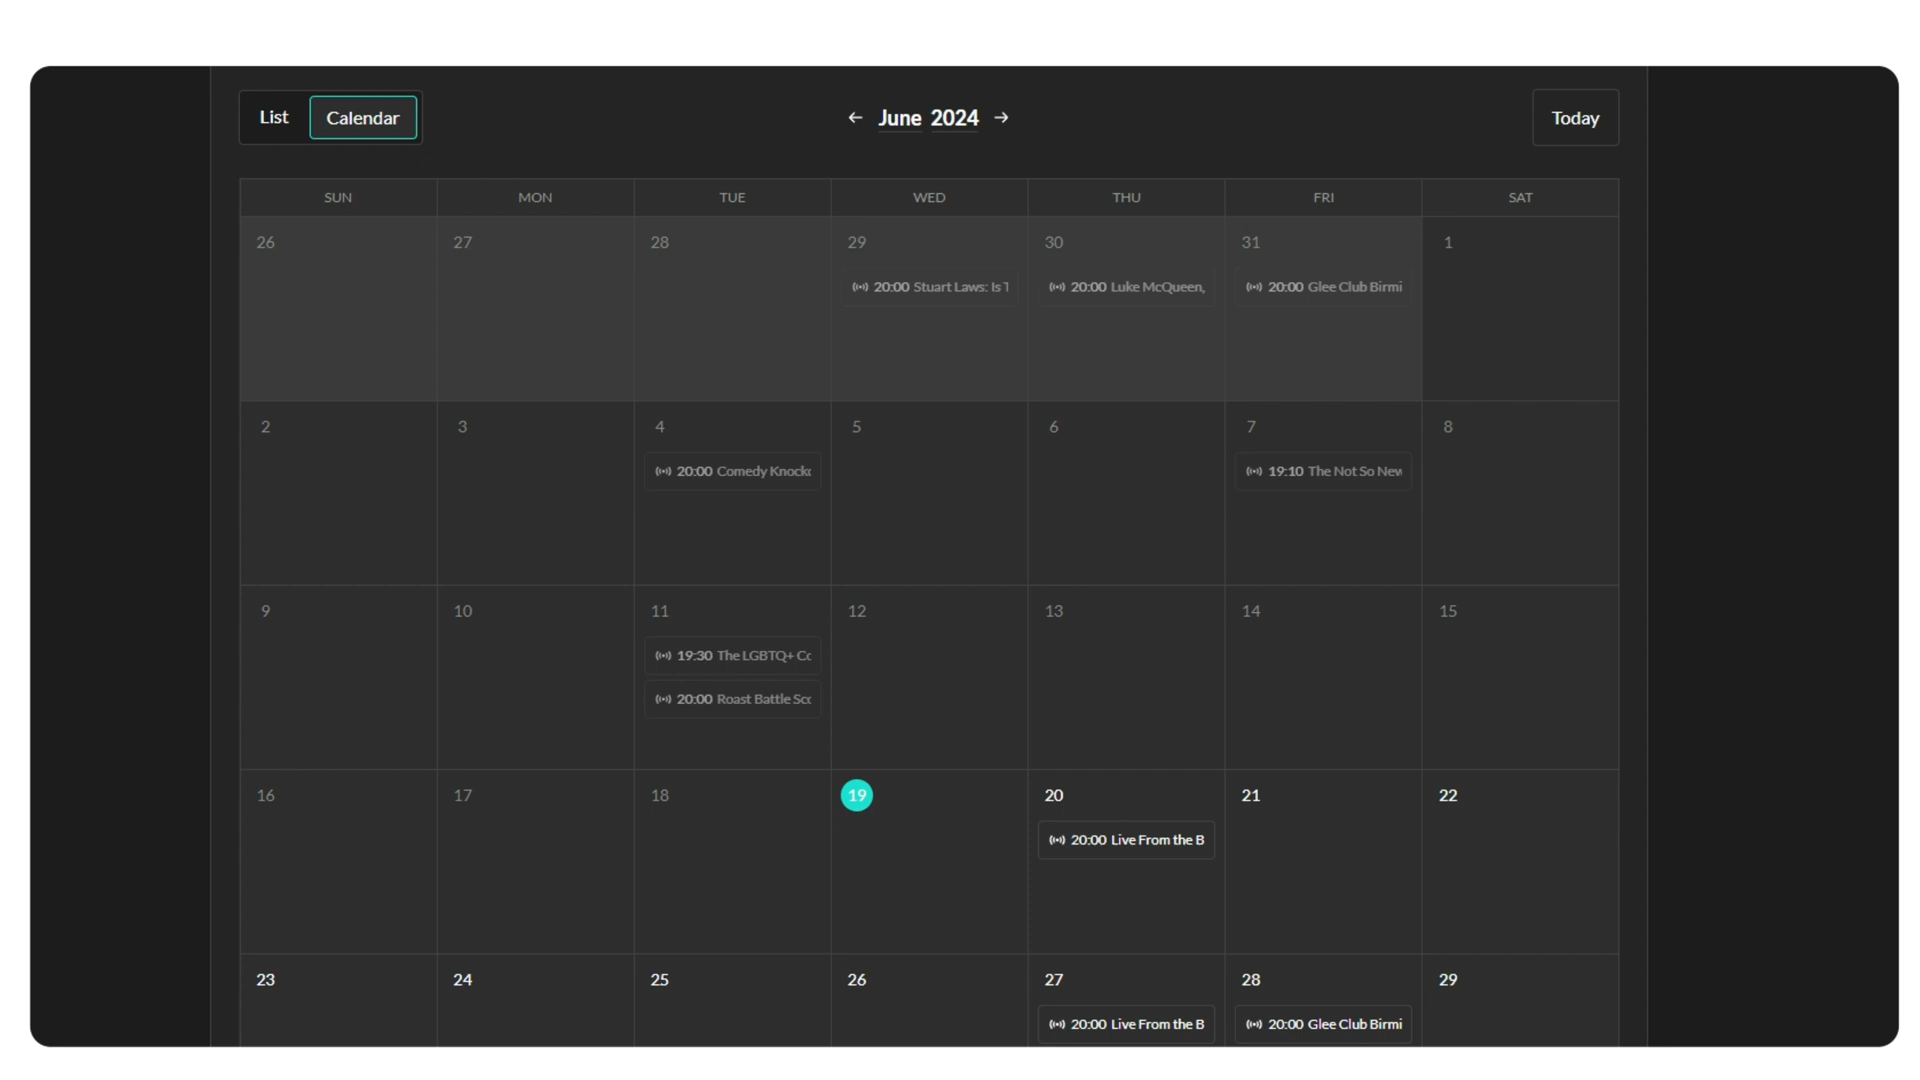 List Calendar ← June 2024 → Today
SUN MON TUE WED THU FRI SAT
26 27 28 29 30 31 1
20:00 Stuart Laws: Is 20:00 Luke McQueen, 20:00 Glee Club Birmi
2 3 4 5 6 7 8
20:00 Comedy Knock 19:10 The Not So New
9 10 11 12 13 14 15
19:30 The LGBTQ+ Co
20:00 Roast Battle Sco
16 17 18 19 20 21 22
20:00 Live From the B
23 24 25 26 27 28 29
20:00 Live From the B 20:00 Glee Club Birmi